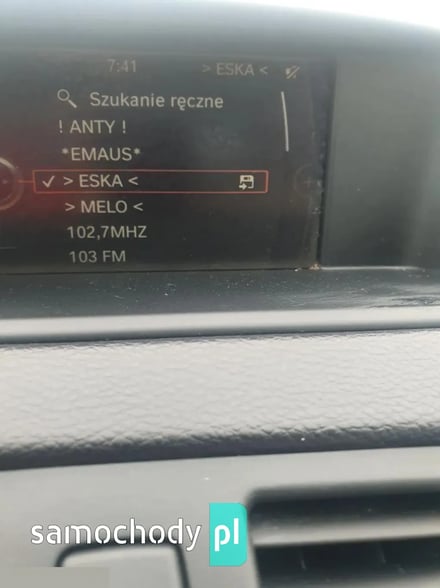 7:41 > ESKA <
Szukanie ręczne
! ANTY !
*EMAUS*
> ESKA <
> MELO <
102,7MHZ
103 FM
samochody pl